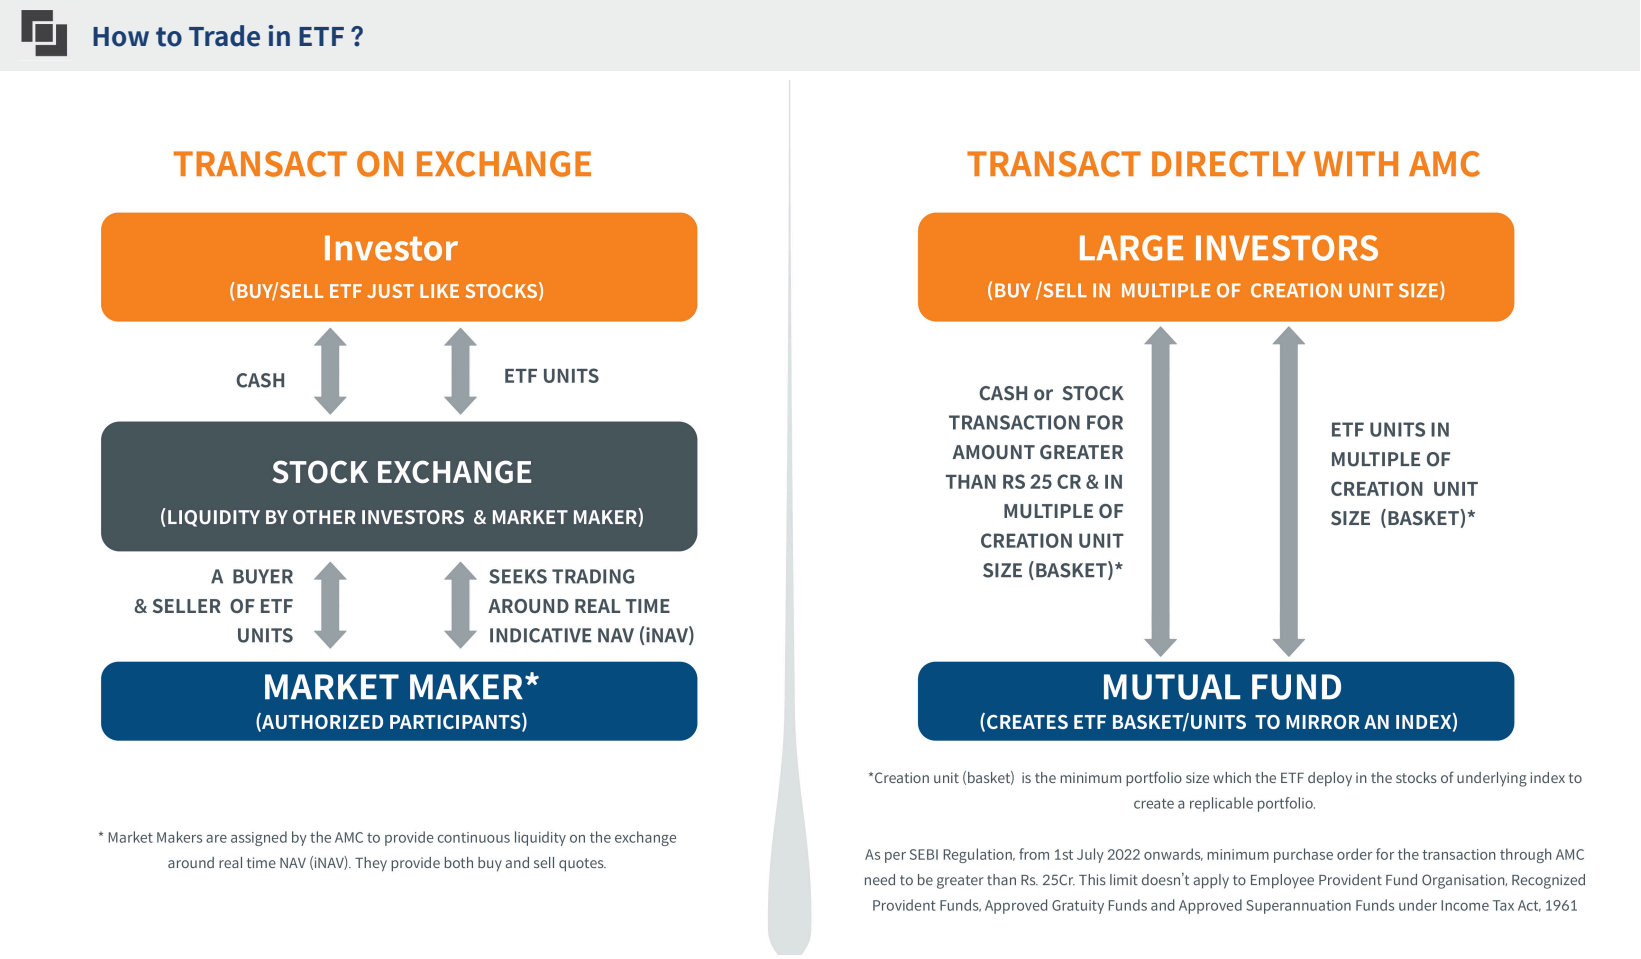 How to Trade in ETF ?
TRANSACT ON EXCHANGE
Investor
(BUY/SELL ETF JUST LIKE STOCKS)
CASH
ETF UNITS
STOCK EXCHANGE
(LIQUIDITY BY OTHER INVESTORS & MARKET MAKER)
A BUYER
& SELLER OF ETF
UNITS
SEEKS TRADING
AROUND REAL TIME
INDICATIVE NAV (iNAV)
MARKET MAKER*
(AUTHORIZED PARTICIPANTS)
* Market Makers are assigned by the AMC to provide continuous liquidity on the exchange
around real time NAV (iNAV). They provide both buy and sell quotes.
TRANSACT DIRECTLY WITH AMC
LARGE INVESTORS
(BUY /SELL IN MULTIPLE OF CREATION UNIT SIZE)
CASH or STOCK
TRANSACTION FOR
AMOUNT GREATER
THAN RS 25 CR & IN
MULTIPLE OF
CREATION UNIT
SIZE (BASKET)*
ETF UNITS IN
MULTIPLE OF
CREATION UNIT
SIZE (BASKET)*
MUTUAL FUND
(CREATES ETF BASKET/UNITS TO MIRROR AN INDEX)
*Creation unit (basket) is the minimum portfolio size which the ETF deploy in the stocks of underlying index to
create a replicable portfolio.
As per SEBI Regulation, from 1st July 2022 onwards, minimum purchase order for the transaction through AMC
need to be greater than Rs. 25Cr. This limit doesn't apply to Employee Provident Fund Organisation, Recognized
Provident Funds, Approved Gratuity Funds and Approved Superannuation Funds under Income Tax Act, 1961